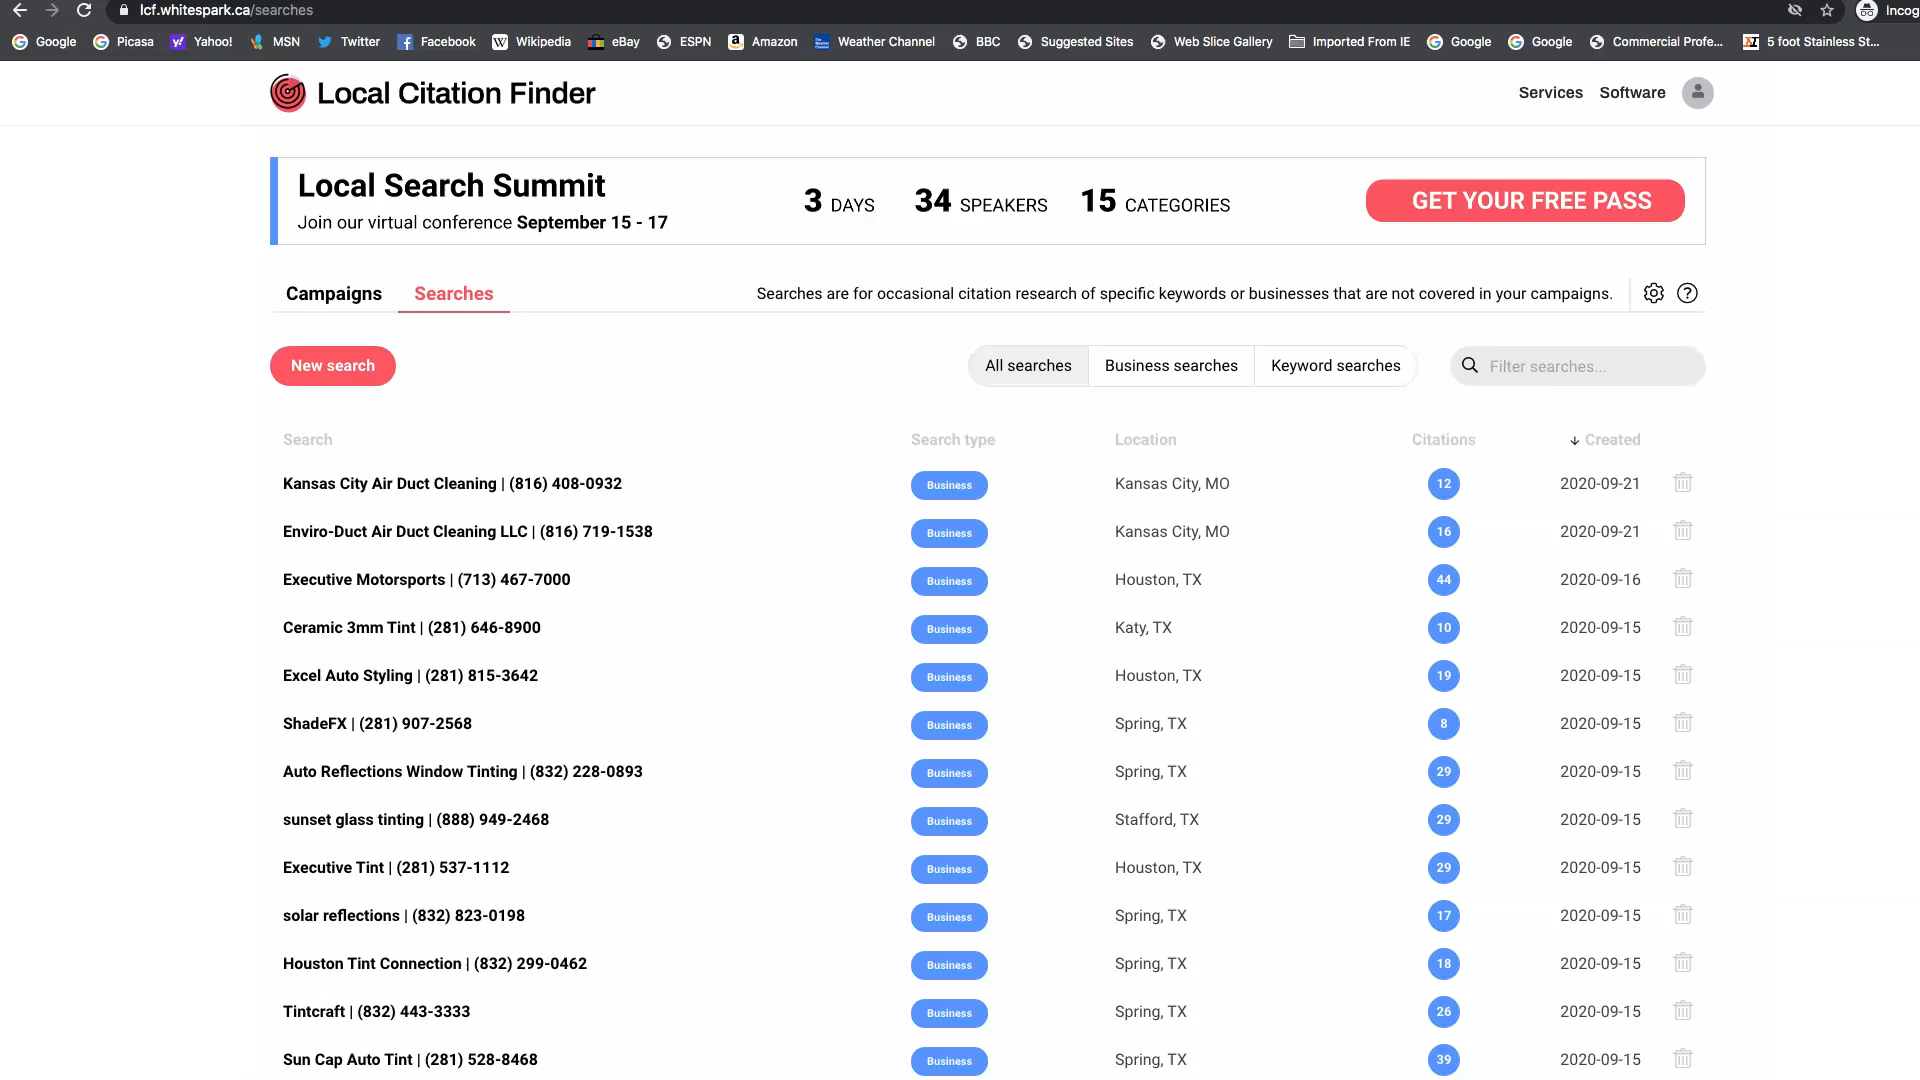 lcf.whitespark.ca/searches
Incog
Google Picasa Yahoo! MSN Twitter Facebook Wikipedia eBay ESPN Amazon Weather Channel BBC Suggested Sites Web Slice Gallery Imported From IE Google Google Commercial Profe... 5 foot Stainless St...
Local Citation Finder
Services Software
Local Search Summit
Join our virtual conference September 15 - 17
3 DAYS 34 SPEAKERS 15 CATEGORIES
GET YOUR FREE PASS
Campaigns Searches Searches are for occasional citation research of specific keywords or businesses that are not covered in your campaigns.
New search All searches Business searches Keyword searches Filter searches...
Search Search type Location Citations Created
Kansas City Air Duct Cleaning | (816) 408-0932 Business Kansas City, MO 12 2020-09-21
Enviro-Duct Air Duct Cleaning LLC | (816) 719-1538 Business Kansas City, MO 16 2020-09-21
Executive Motorsports | (713) 467-7000 Business Houston, TX 44 2020-09-16
Ceramic 3mm Tint | (281) 646-8900 Business Katy, TX 10 2020-09-15
Excel Auto Styling | (281) 815-3642 Business Houston, TX 19 2020-09-15
ShadeFX | (281) 907-2568 Business Spring, TX 8 2020-09-15
Auto Reflections Window Tinting | (832) 228-0893 Business Spring, TX 29 2020-09-15
sunset glass tinting | (888) 949-2468 Business Stafford, TX 29 2020-09-15
Executive Tint | (281) 537-1112 Business Houston, TX 29 2020-09-15
solar reflections | (832) 823-0198 Business Spring, TX 17 2020-09-15
Houston Tint Connection | (832) 299-0462 Business Spring, TX 18 2020-09-15
Tintcraft | (832) 443-3333 Business Spring, TX 26 2020-09-15
Sun Cap Auto Tint | (281) 528-8468 Business Spring, TX 39 2020-09-15